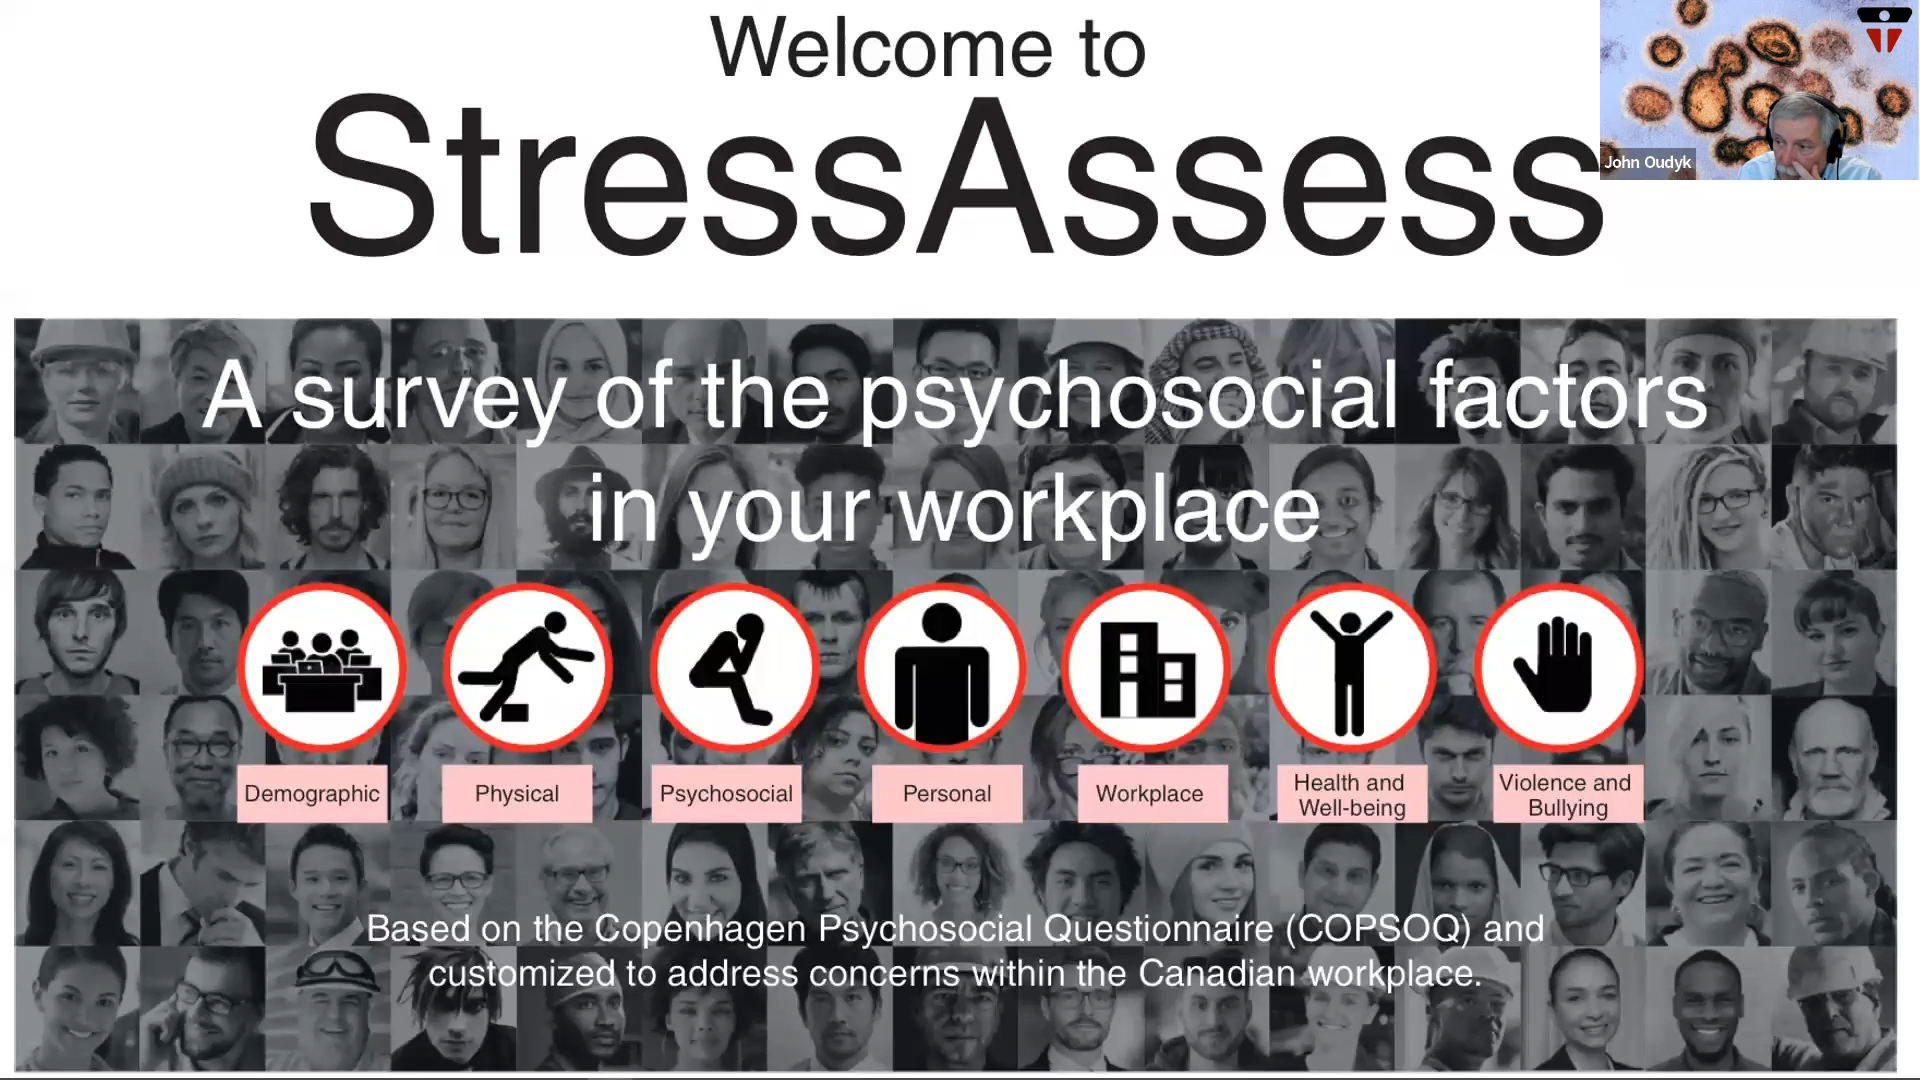 Welcome to
StressAssess
John Oudyk
A survey of the psychosocial factors
in your workplace
Demographic
Physical
Psychosocial
Personal
Workplace
Health and
Well-being
Violence and
Bullying
Based on the Copenhagen Psychosocial Questionnaire (COPSOQ) and
customized to address concerns within the Canadian workplace.